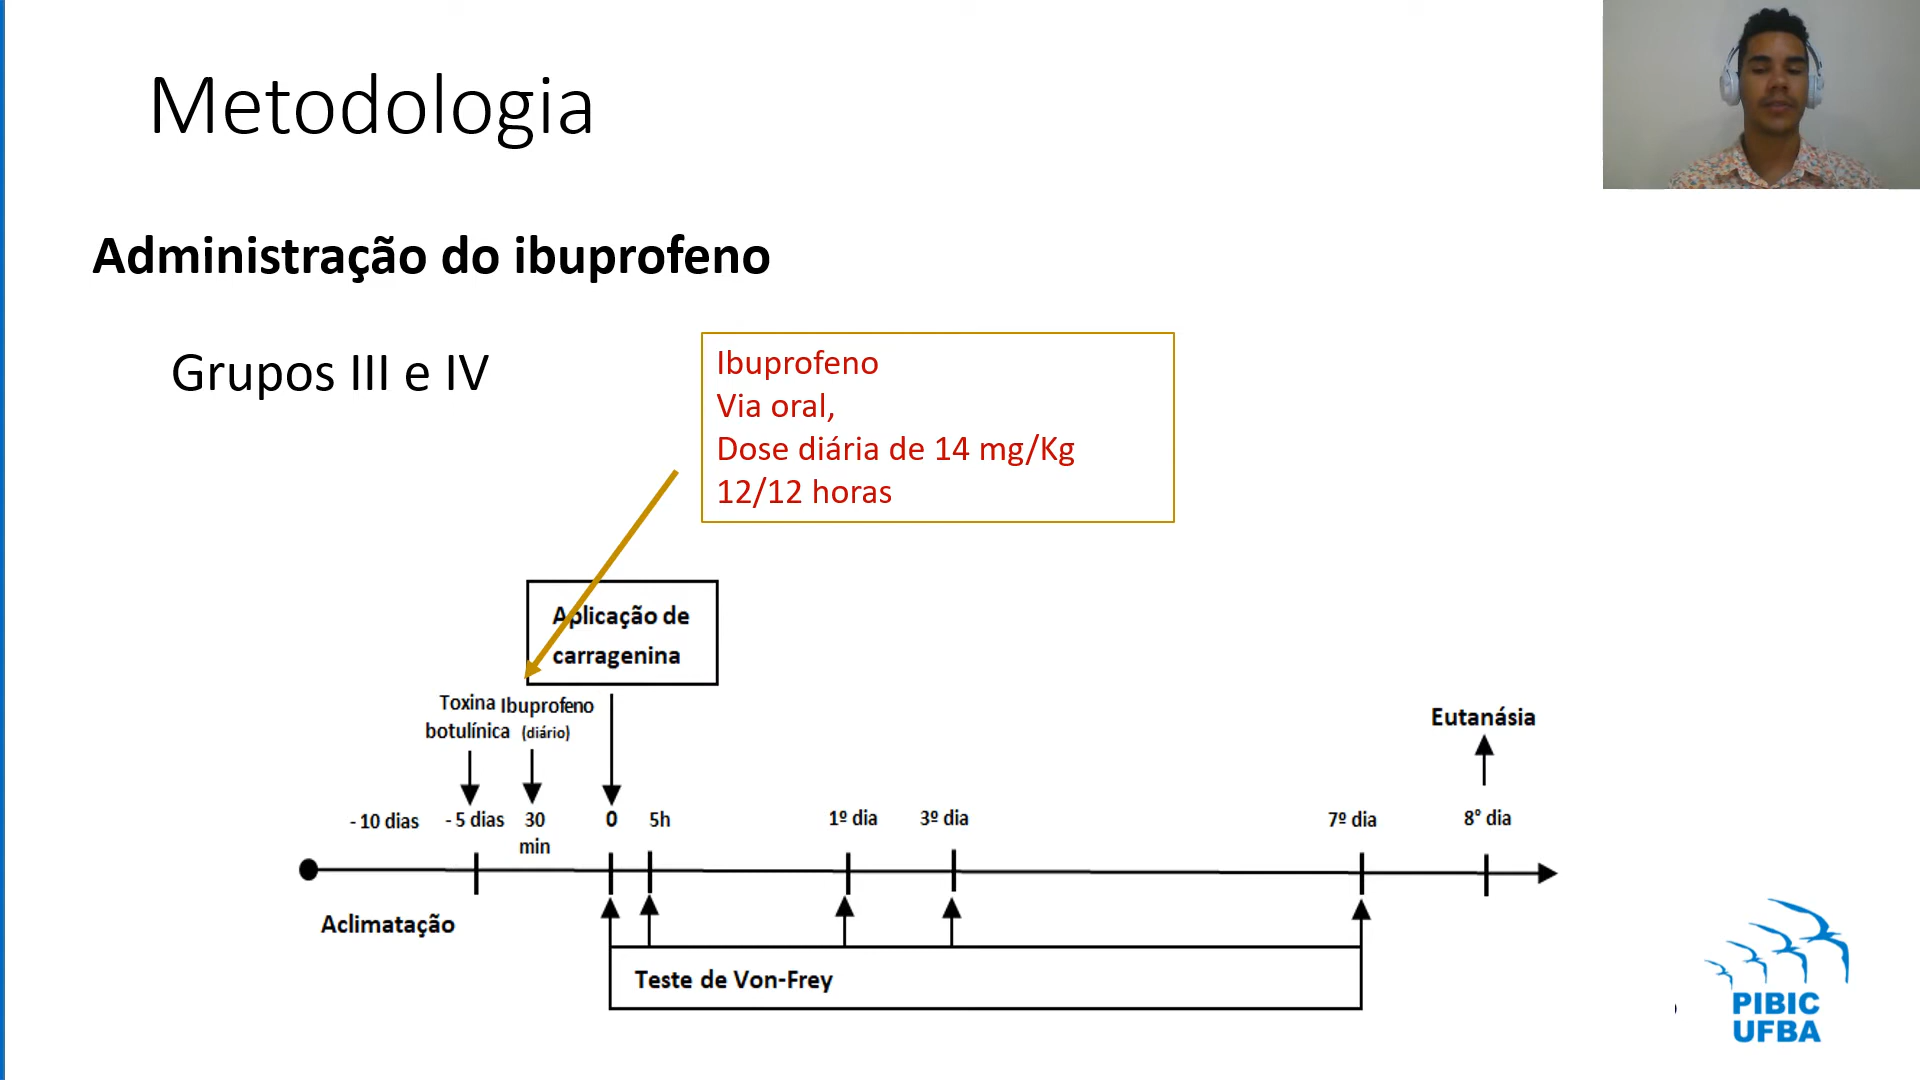 Metodologia
Administração do ibuprofeno
Grupos III e IV
Ibuprofeno
Via oral,
Dose diária de 14 mg/Kg
12/12 horas
Aplicação de
carragenina
Toxina
botulínica
Ibuprofeno
(diário)
Eutanásia
- 10 dias
- 5 dias
30
min
0
5h
1º dia
3º dia
7º dia
8° dia
Aclimatação
Teste de Von-Frey
PIBIC
UFBA